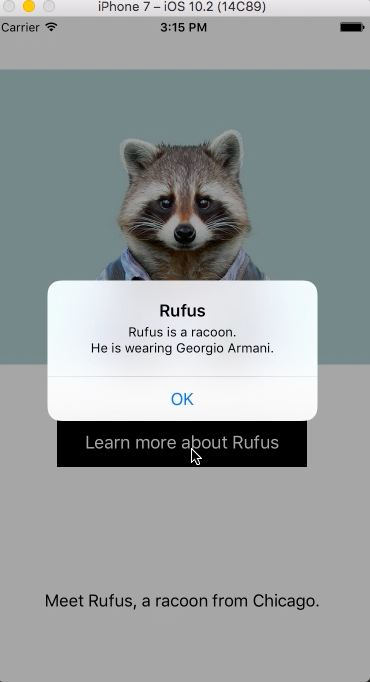 iPhone 7 – iOS 10.2 (14C89)
Carrier 3:15 PM
Rufus
Rufus is a racoon.
He is wearing Georgio Armani.
OK
Learn more about Rufus
Meet Rufus, a racoon from Chicago.